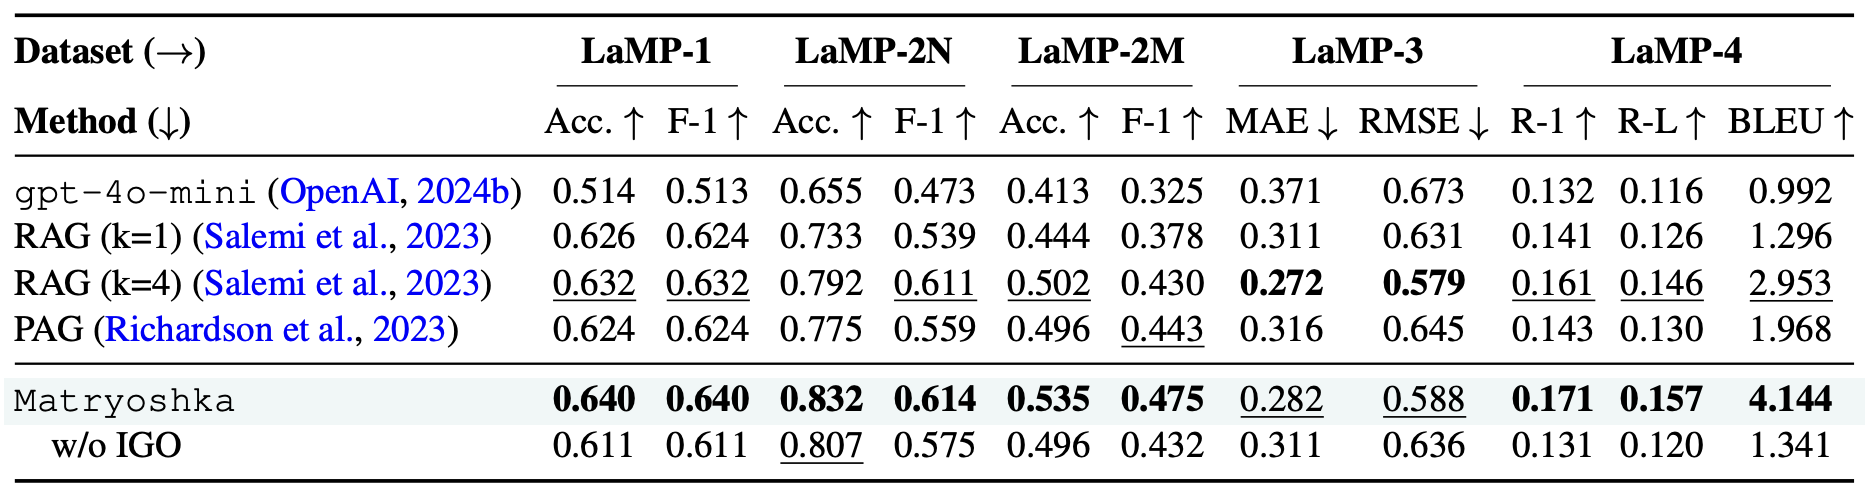 Dataset (→) LaMP-1 LaMP-2N LaMP-2M LaMP-3 LaMP-4
Method (↓) Acc. ↑ F-1 ↑ Acc. ↑ F-1 ↑ Acc. ↑ F-1 ↑ MAE ↓ RMSE ↓ R-1 ↑ R-L ↑ BLEU ↑
gpt-4o-mini (OpenAI, 2024b) 0.514 0.513 0.655 0.473 0.413 0.325 0.371 0.673 0.132 0.116 0.992
RAG (k=1) (Salemi et al., 2023) 0.626 0.624 0.733 0.539 0.444 0.378 0.311 0.631 0.141 0.126 1.296
RAG (k=4) (Salemi et al., 2023) 0.632 0.632 0.792 0.611 0.502 0.430 0.272 0.579 0.161 0.146 2.953
PAG (Richardson et al., 2023) 0.624 0.624 0.775 0.559 0.496 0.443 0.316 0.645 0.143 0.130 1.968
Matryoshka 0.640 0.640 0.832 0.614 0.535 0.475 0.282 0.588 0.171 0.157 4.144
w/o IGO 0.611 0.611 0.807 0.575 0.496 0.432 0.311 0.636 0.131 0.120 1.341